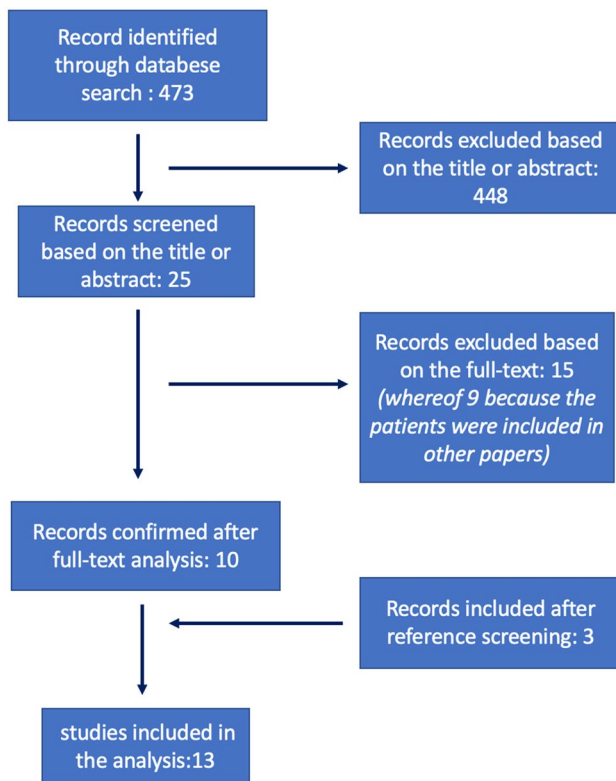 Record identified
through databese
search : 473
Records excluded based
on the title or abstract:
448
Records screened
based on the title or
abstract: 25
Records excluded based
on the full-text: 15
(whereof 9 because the
patients were included in
other papers)
Records confirmed after
full-text analysis: 10
Records included after
reference screening: 3
studies included in
the analysis:13